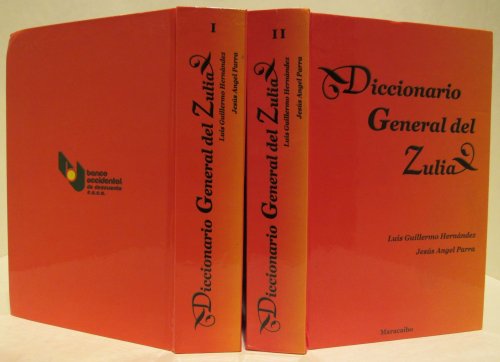 banco
occidental
de descuento
s.a.c.a.
I
Diccionario General del Zulia
Luis Guillermo Hernández
Jesús Angel Parra
II
Diccionario General del Zulia
Luis Guillermo Hernández
Jesús Angel Parra
Diccionario
General del
Zulia
Luis Guillermo Hernández
Jesús Angel Parra
Maracaibo